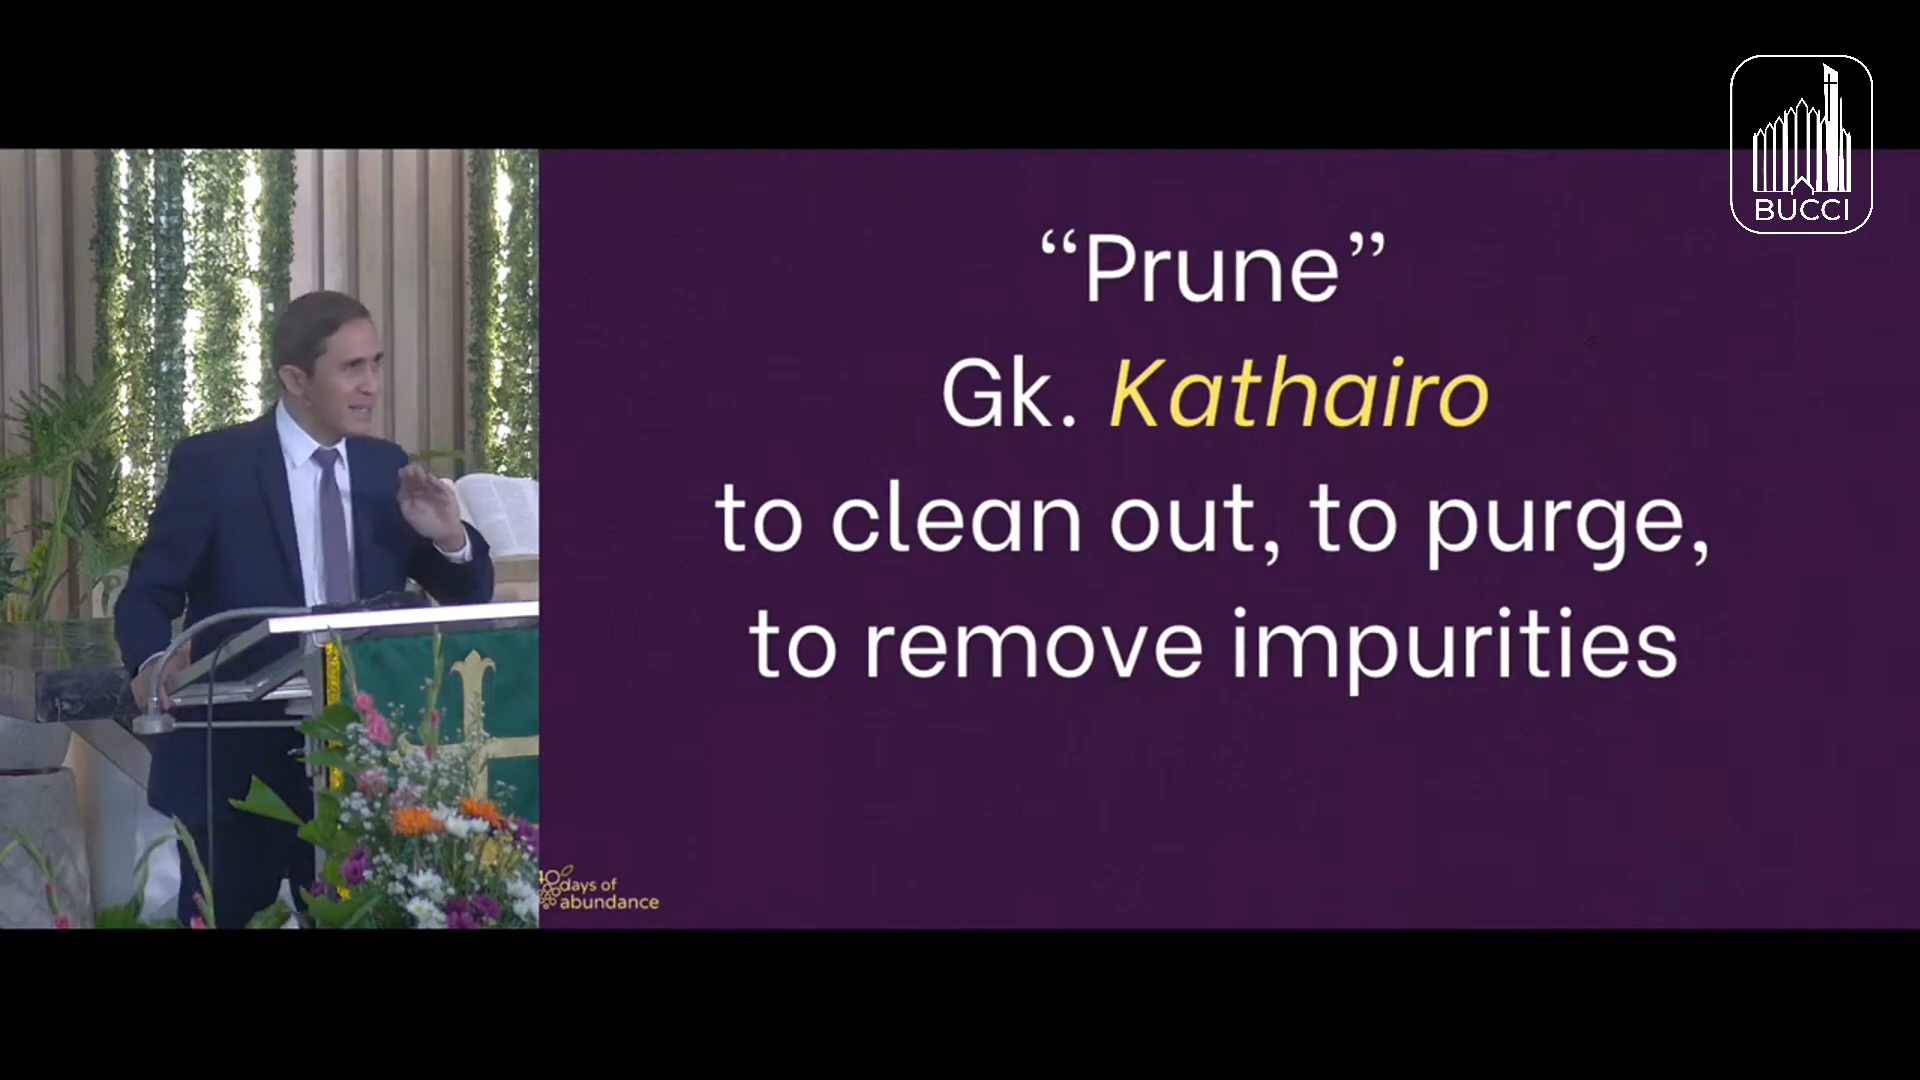 BUCCI
“Prune”
Gk. Kathairo
to clean out, to purge,
to remove impurities
40 days of
abundance